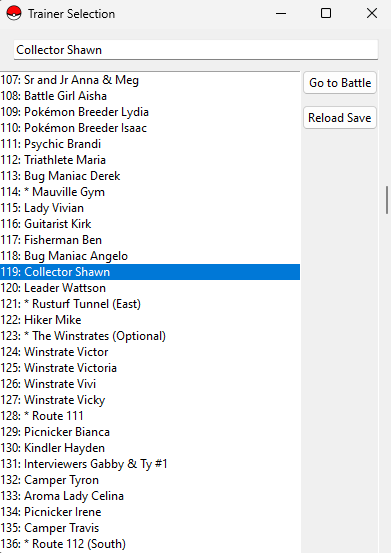 Trainer Selection
Collector Shawn
107: Sr and Jr Anna & Meg
Go to Battle
108: Battle Girl Aisha
109: Pokémon Breeder Lydia
Reload Save
110: Pokémon Breeder Isaac
111: Psychic Brandi
112: Triathlete Maria
113: Bug Maniac Derek
114: * Mauville Gym
115: Lady Vivian
116: Guitarist Kirk
117: Fisherman Ben
118: Bug Maniac Angelo
119: Collector Shawn
120: Leader Wattson
121: * Rusturf Tunnel (East)
122: Hiker Mike
123: * The Winstrates (Optional)
124: Winstrate Victor
125: Winstrate Victoria
126: Winstrate Vivi
127: Winstrate Vicky
128: * Route 111
129: Picnicker Bianca
130: Kindler Hayden
131: Interviewers Gabby & Ty #1
132: Camper Tyron
133: Aroma Lady Celina
134: Picnicker Irene
135: Camper Travis
136: * Route 112 (South)